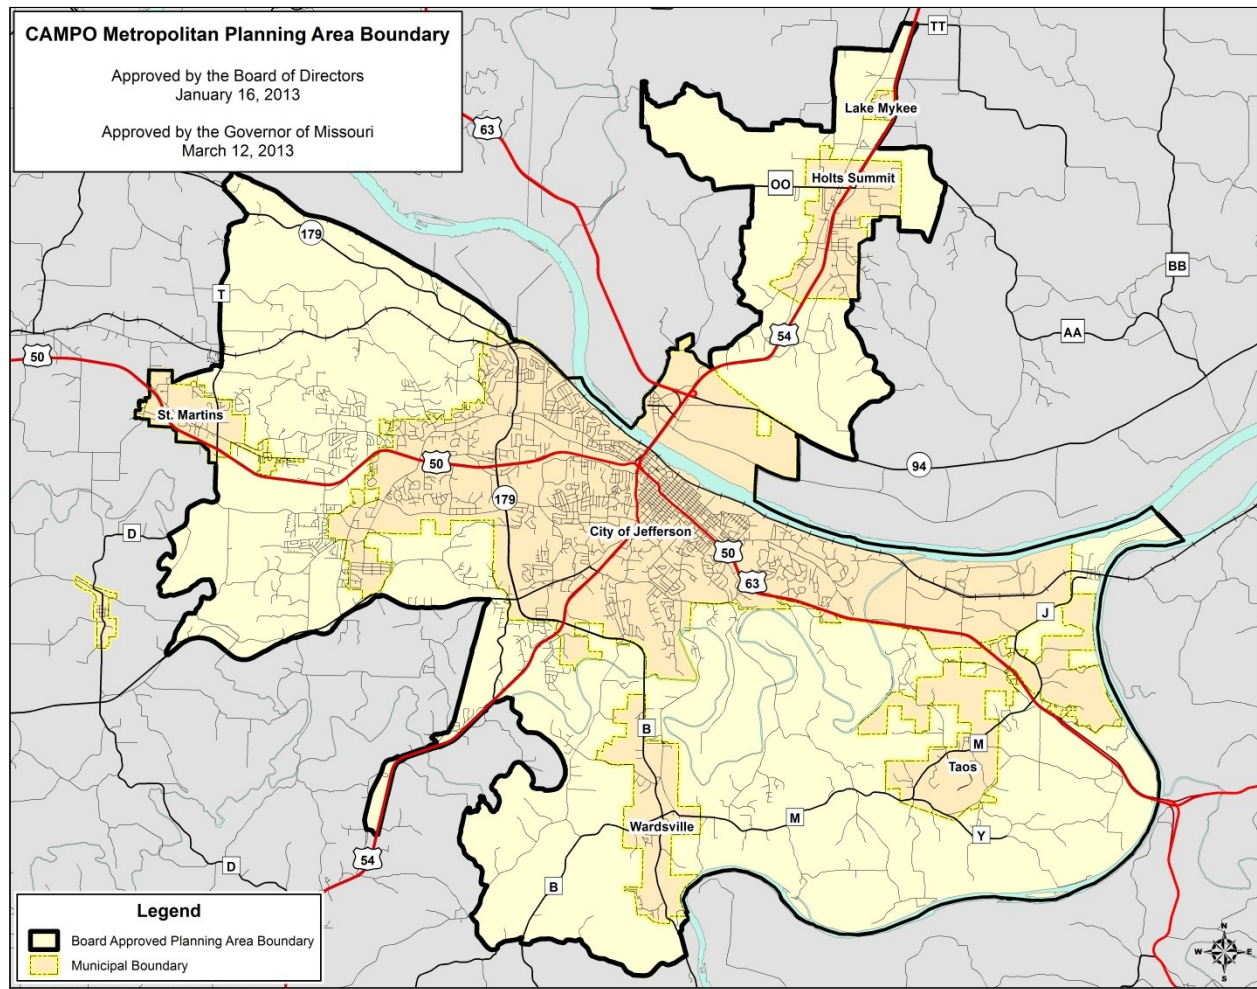 CAMPO Metropolitan Planning Area Boundary
Approved by the Board of Directors
January 16, 2013
Approved by the Governor of Missouri
March 12, 2013
TT
Lake Mykee
63
OO
Holts Summit
179
BB
T
54
AA
50
St. Martins
50
94
179
City of Jefferson
D
50
63
J
B
M
Taos
M
Wardsville
Y
54
D
B
Legend
Board Approved Planning Area Boundary
Municipal Boundary
N
W
E
S